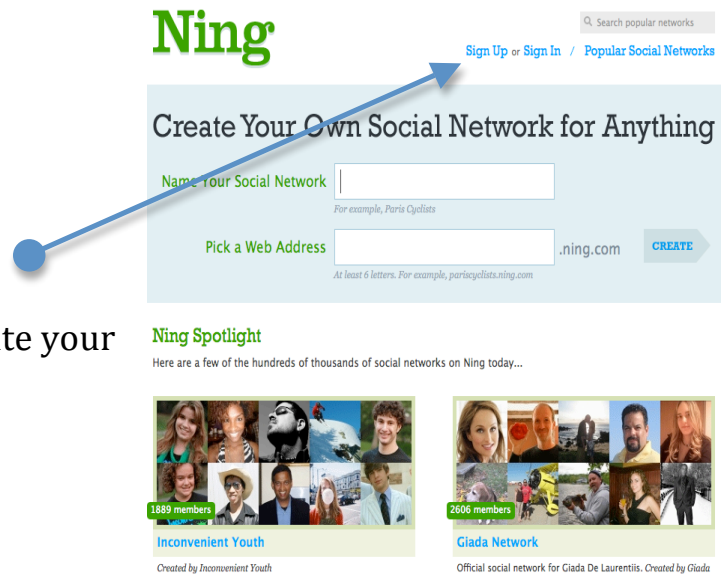 Ning
Search popular networks
Sign Up or Sign In / Popular Social Networks
Create Your Own Social Network for Anything
Name Your Social Network
For example, Paris Cyclists
Pick a Web Address
.ning.com
CREATE
At least 6 letters. For example, pariscyclists.ning.com
te your
Ning Spotlight
Here are a few of the hundreds of thousands of social networks on Ning today...
1889 members
2606 members
Inconvenient Youth
Giada Network
Created by Inconvenient Youth
Official social network for Giada De Laurentiis. Created by Giada